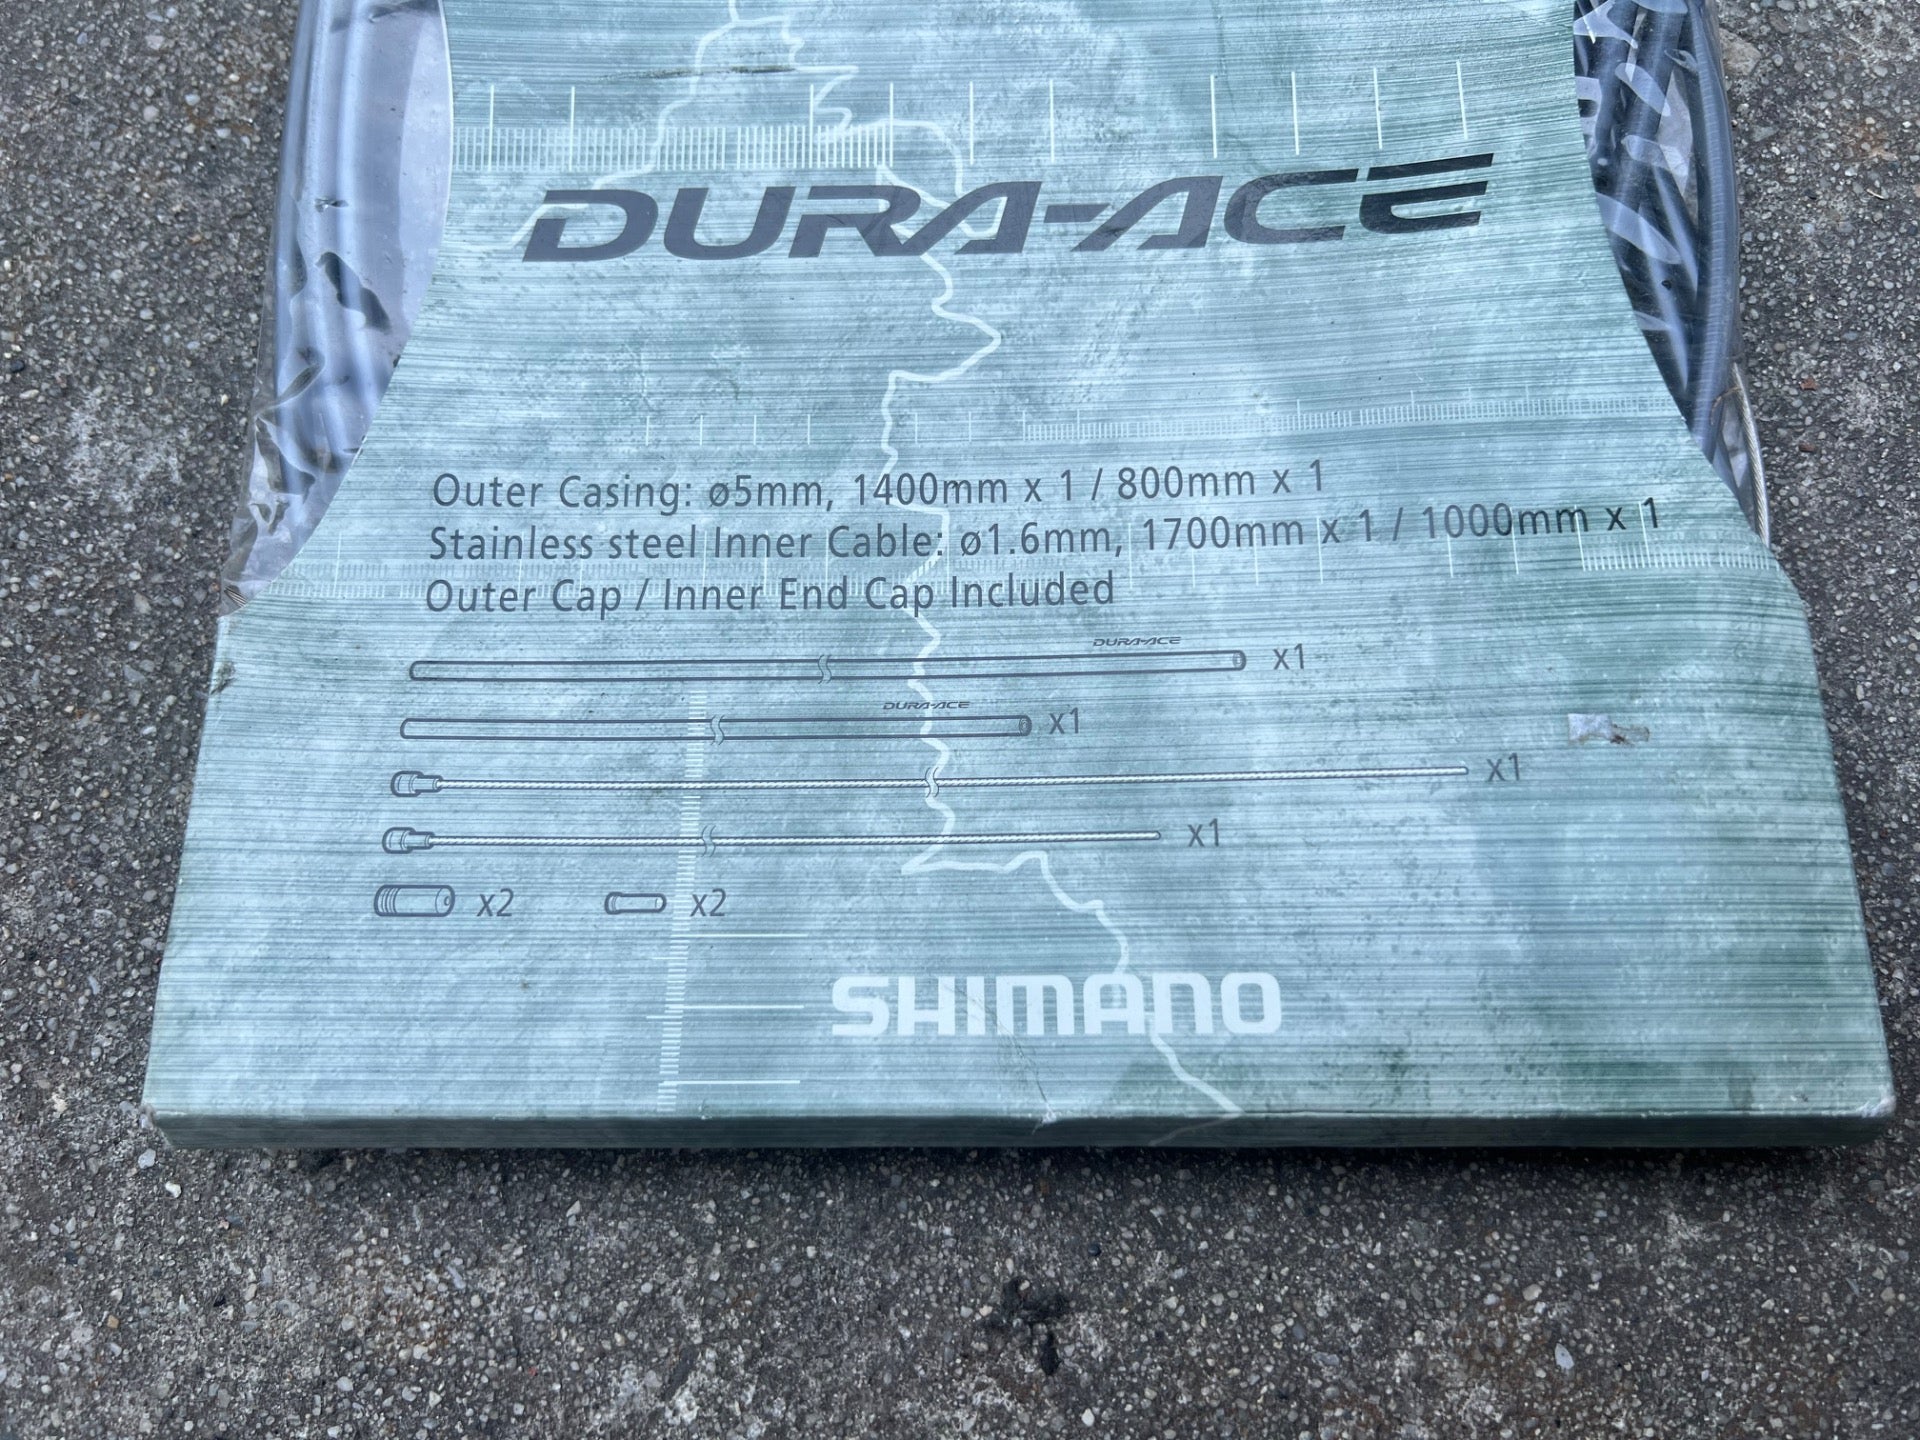 DURA-ACE
Outer Casing: ø5mm, 1400mm x 1 / 800mm x 1
Stainless steel Inner Cable: ø1.6mm, 1700mm x 1 / 1000mm x 1
Outer Cap / Inner End Cap Included
DURA-ACE
x1
DURA-ACE
x1
x1
x1
x2 x2
SHIMANO